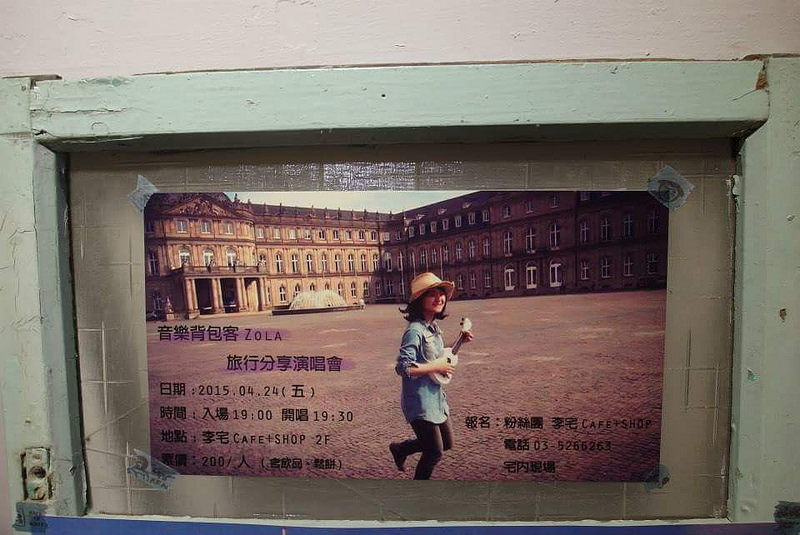 音樂背包客 ZOLA
旅行分享演唱會
日期：2015.04.24(五)
時間：入場 19:00 開唱 19:30
地點：李宅 CAFE+SHOP 2F
票價：200/人 (含飲品、鬆餅)
報名：粉絲團 李宅 CAFE+SHOP
電話 03-5266263
宅內現場